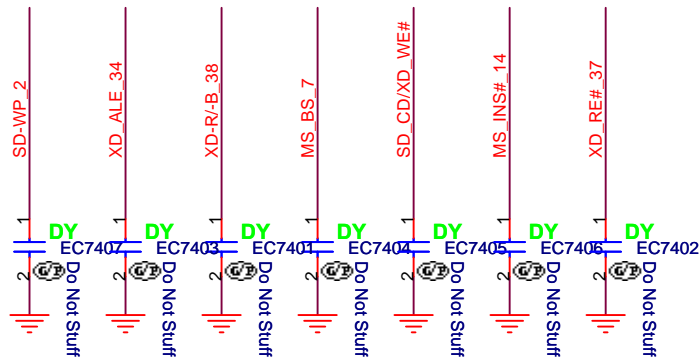 SD-WP_2
XD_ALE_34
XD-R/-B_38
MS_BS_7
SD_CD/XD_WE#
MS_INS#_14
XD_RE#_37
1 1 1 1 1 1 1
DY DY DY DY DY DY DY
EC7407 EC7403 EC7401 EC7404 EC7405 EC7406 EC7402
2 2 2 2 2 2 2
G/P G/P G/P G/P G/P G/P G/P
Do Not Stuff
Do Not Stuff
Do Not Stuff
Do Not Stuff
Do Not Stuff
Do Not Stuff
Do Not Stuff